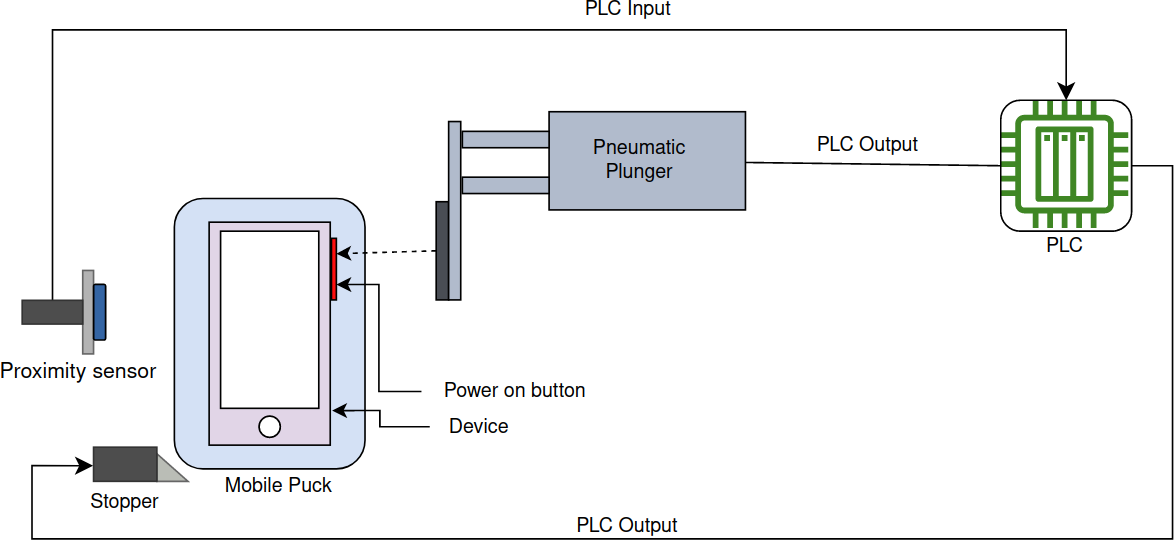 PLC Input
Pneumatic
Plunger
PLC Output
PLC
Proximity sensor
Power on button
Device
Mobile Puck
Stopper
PLC Output